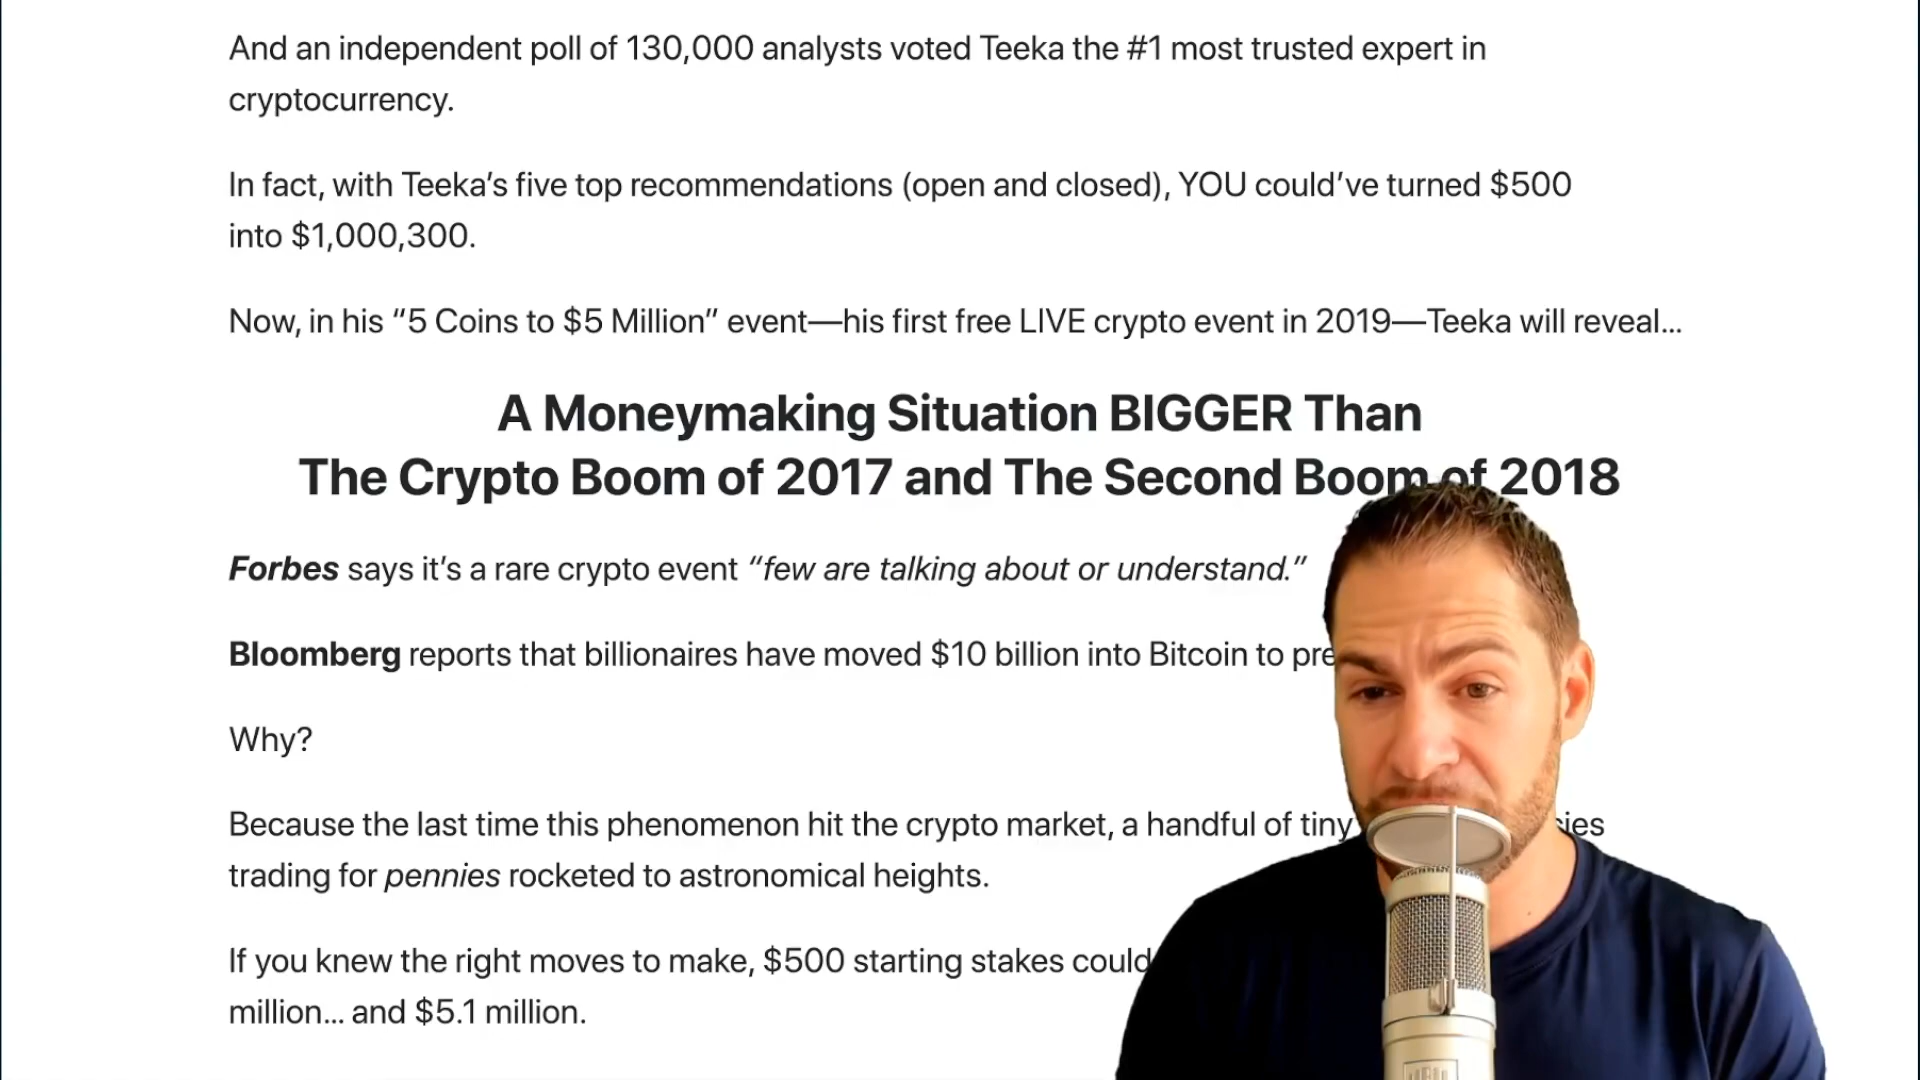 And an independent poll of 130,000 analysts voted Teeka the #1 most trusted expert in
cryptocurrency.
In fact, with Teeka’s five top recommendations (open and closed), YOU could’ve turned $500
into $1,000,300.
Now, in his “5 Coins to $5 Million” event—his first free LIVE crypto event in 2019—Teeka will reveal...
A Moneymaking Situation BIGGER Than
The Crypto Boom of 2017 and The Second Boom of 2018
Forbes says it’s a rare crypto event “few are talking about or understand.”
Bloomberg reports that billionaires have moved $10 billion into Bitcoin to
Why?
Because the last time this phenomenon hit the crypto market, a handful of tiny
trading for pennies rocketed to astronomical heights.
If you knew the right moves to make, $500 starting stakes could
million... and $5.1 million.